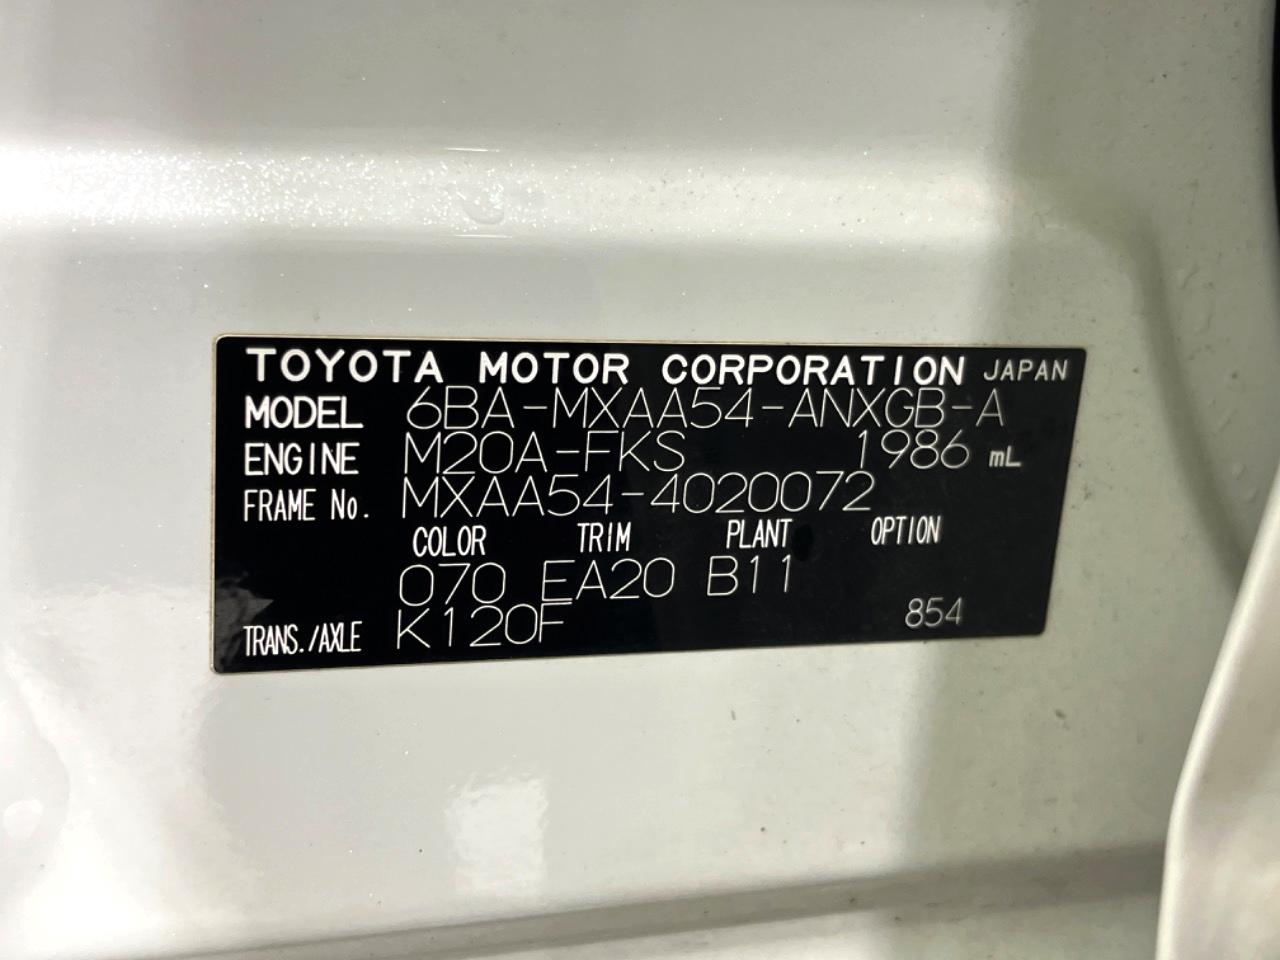 TOYOTA MOTOR CORPORATION JAPAN
MODEL 6BA-MXAA54-ANXGB-A
ENGINE M20A-FKS 1986 mL
FRAME No. MXAA54-4020072
COLOR TRIM PLANT OPTION
070 EA20 B11
TRANS./AXLE K120F 854